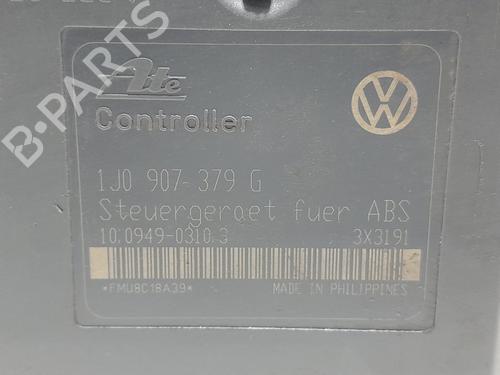 Ate
Controller
1J0 907-379 G
Steuergeraet fuer ABS
10.0949-0310.3 3X3191
*FMU8C18A39* MADE IN PHILIPPINES
B-PARTS